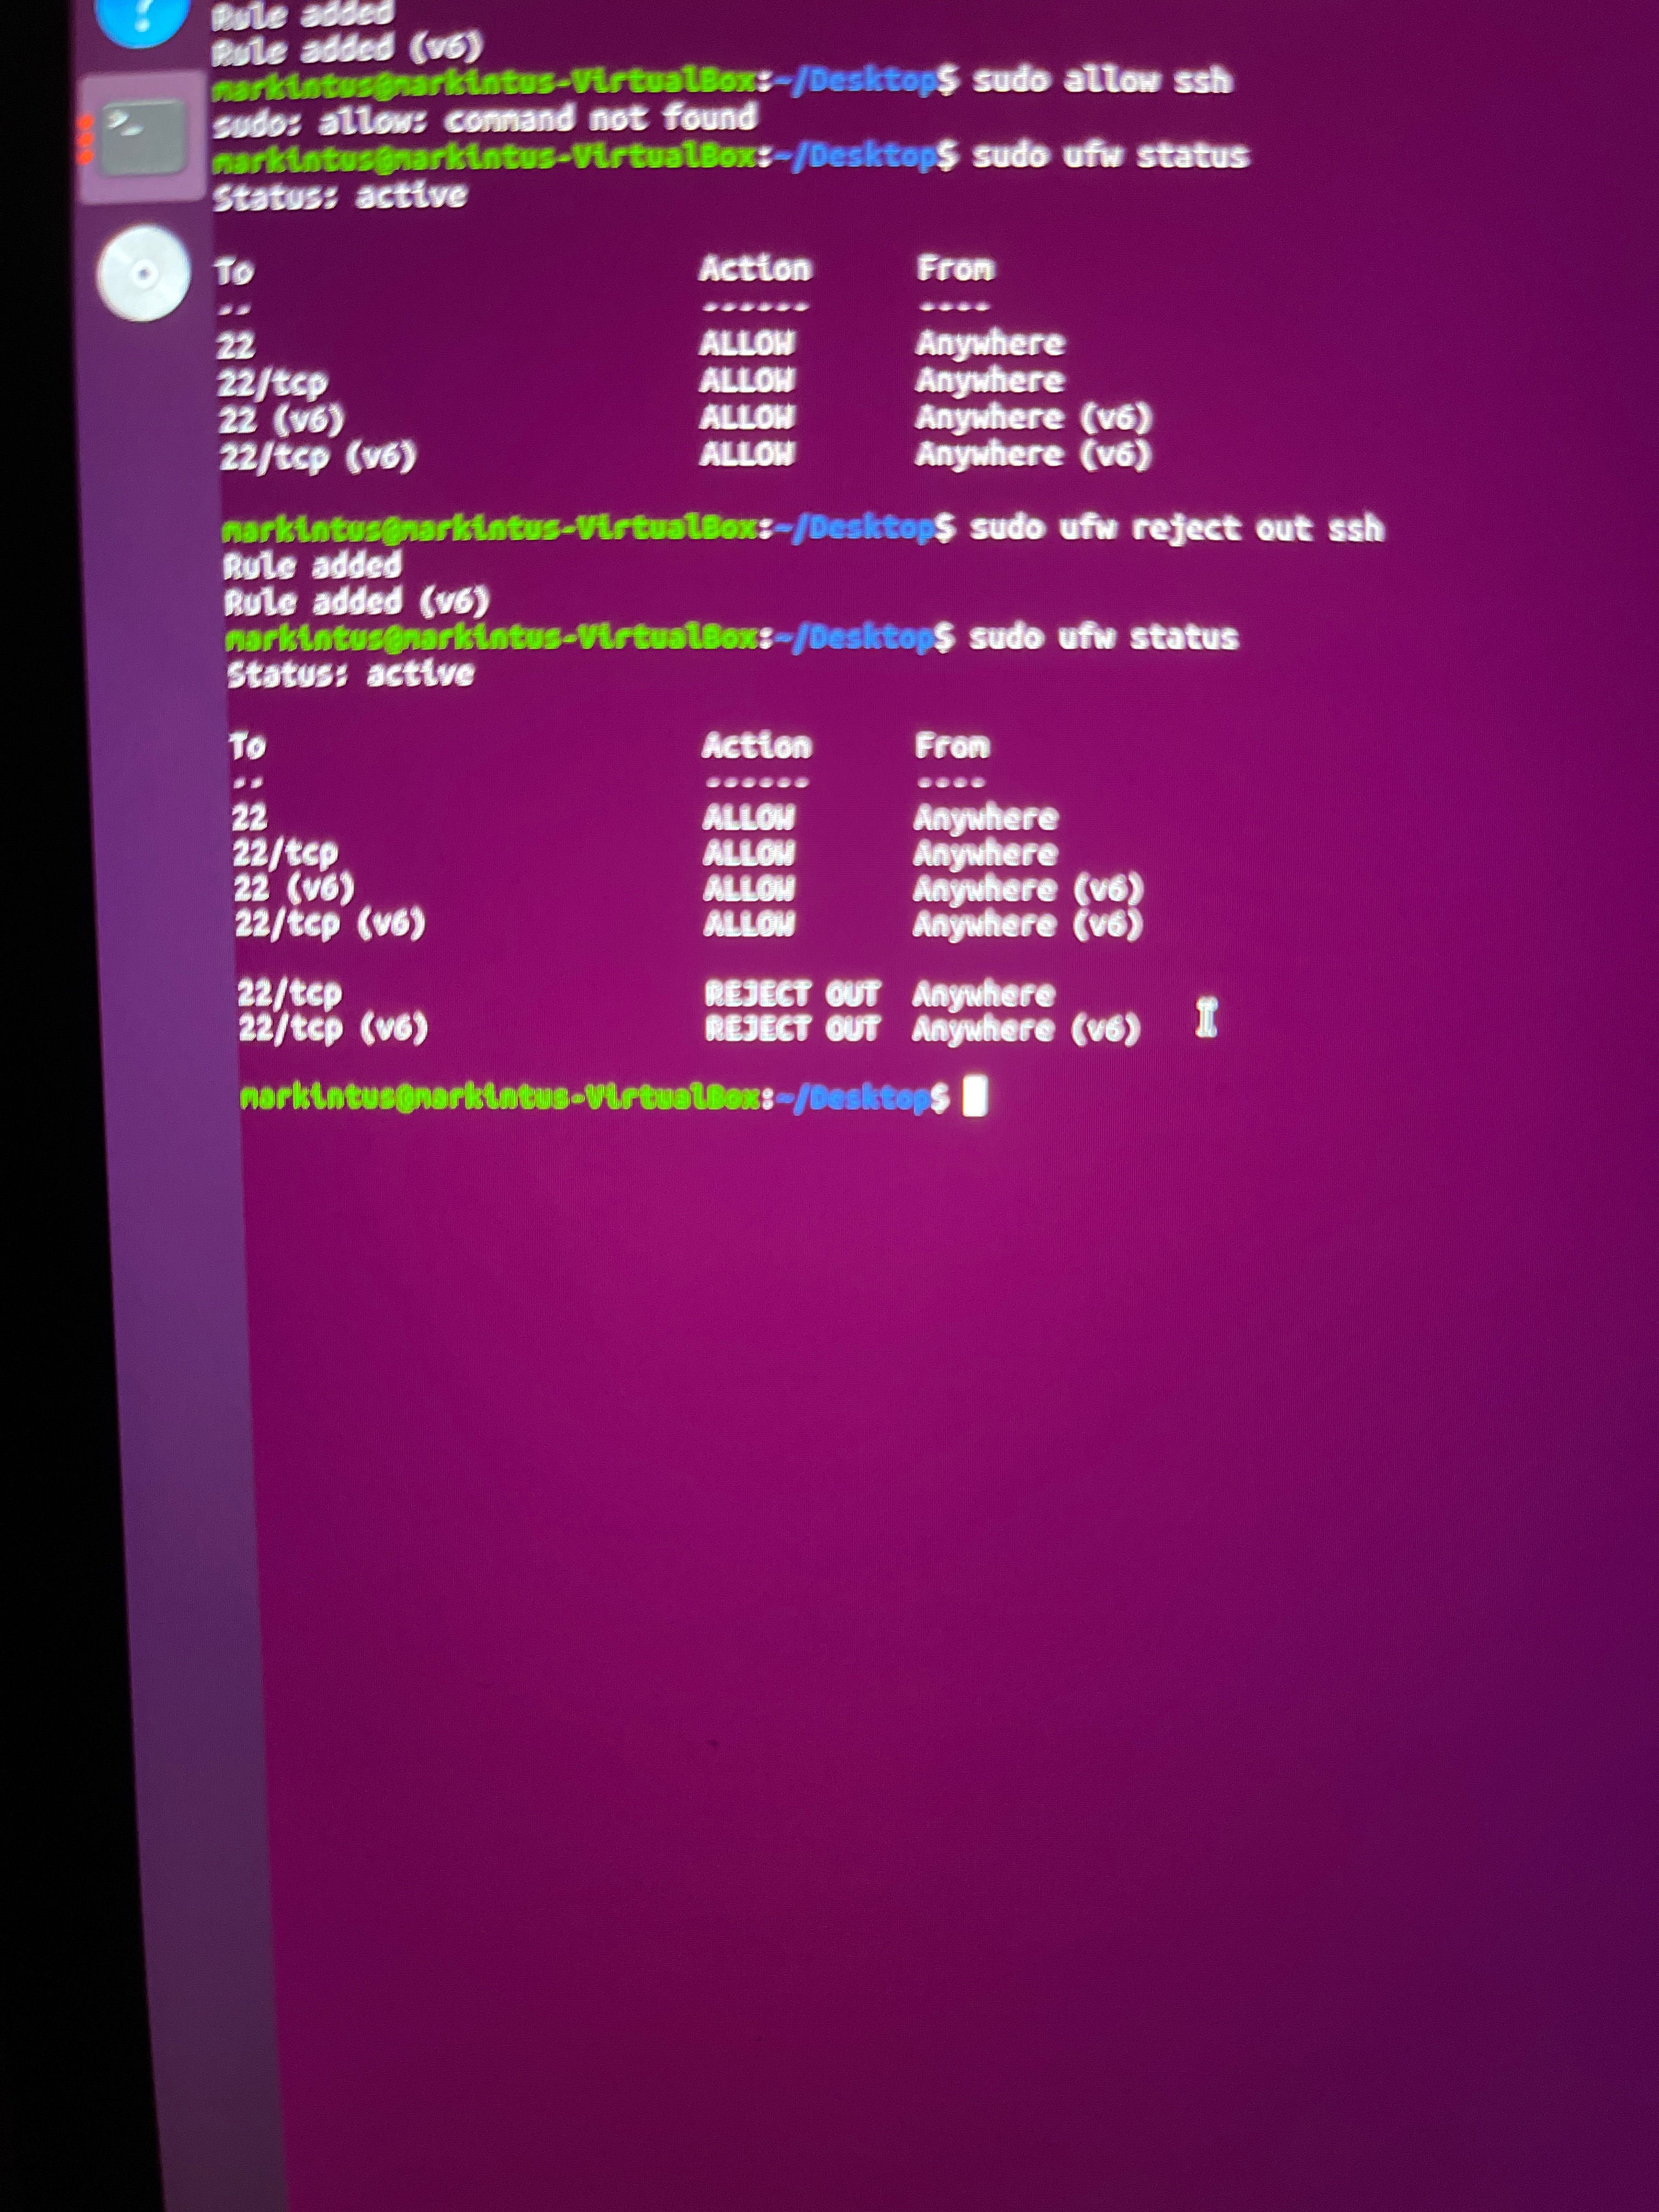 Rule added
Rule added (v6)
markintus@markintus-VirtualBox:~/Desktop$ sudo allow ssh
sudo: allow: command not found
markintus@markintus-VirtualBox:~/Desktop$ sudo ufw status
Status: active
To Action From
-- ------ ----
22 ALLOW Anywhere
22/tcp ALLOW Anywhere
22 (v6) ALLOW Anywhere (v6)
22/tcp (v6) ALLOW Anywhere (v6)
markintus@markintus-VirtualBox:~/Desktop$ sudo ufw reject out ssh
Rule added
Rule added (v6)
markintus@markintus-VirtualBox:~/Desktop$ sudo ufw status
Status: active
To Action From
-- ------ ----
22 ALLOW Anywhere
22/tcp ALLOW Anywhere
22 (v6) ALLOW Anywhere (v6)
22/tcp (v6) ALLOW Anywhere (v6)
22/tcp REJECT OUT Anywhere
22/tcp (v6) REJECT OUT Anywhere (v6)
markintus@markintus-VirtualBox:~/Desktop$